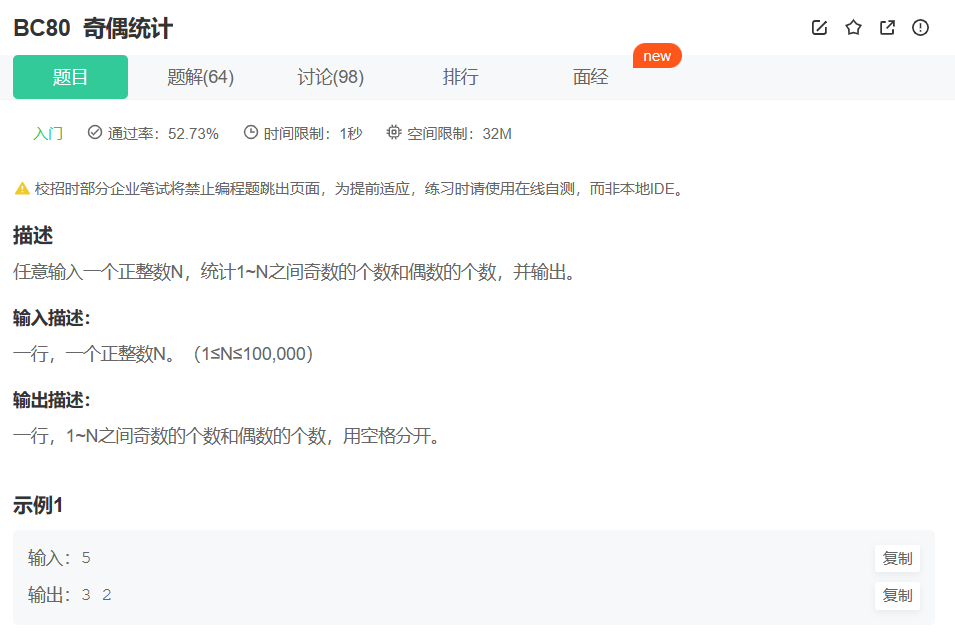 BC80 奇偶统计
new
题目 题解(64) 讨论(98) 排行 面经
入门 通过率：52.73% 时间限制：1秒 空间限制：32M
校招时部分企业笔试将禁止编程题跳出页面，为提前适应，练习时请使用在线自测，而非本地IDE。
描述
任意输入一个正整数N，统计1~N之间奇数的个数和偶数的个数，并输出。
输入描述：
一行，一个正整数N。（1≤N≤100,000）
输出描述：
一行，1~N之间奇数的个数和偶数的个数，用空格分开。
示例1
输入：5 复制
输出：3 2 复制